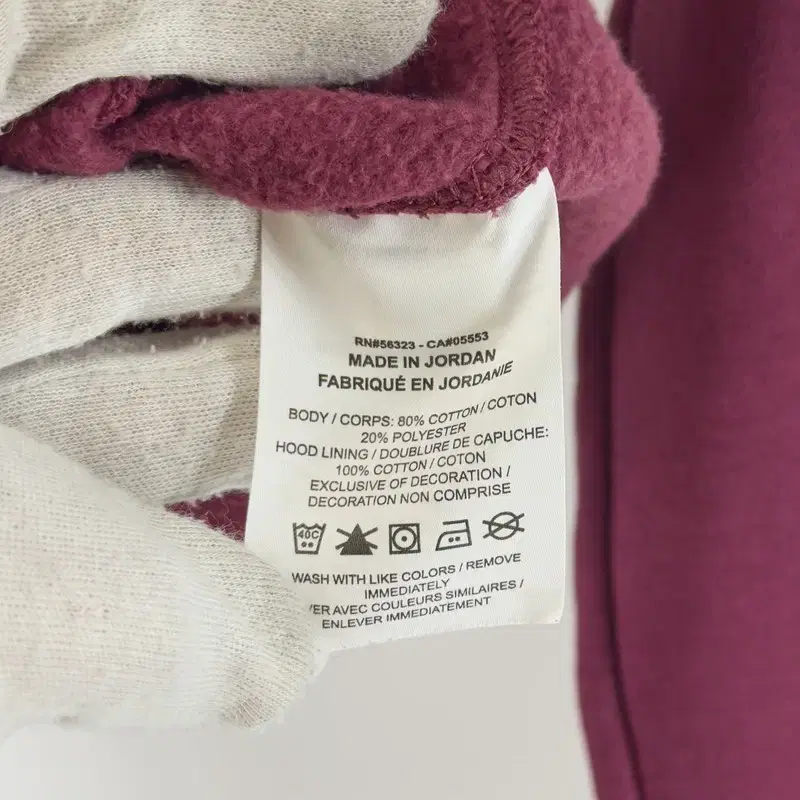 RN#56323 - CA#05553
MADE IN JORDAN
FABRIQUÉ EN JORDANIE
BODY / CORPS: 80% COTTON / COTON
20% POLYESTER
HOOD LINING / DOUBLURE DE CAPUCHE:
100% COTTON / COTON
EXCLUSIVE OF DECORATION /
DECORATION NON COMPRISE
40C
WASH WITH LIKE COLORS / REMOVE
IMMEDIATELY
AVEC COULEURS SIMILAIRES /
ENLEVER IMMEDIATEMENT